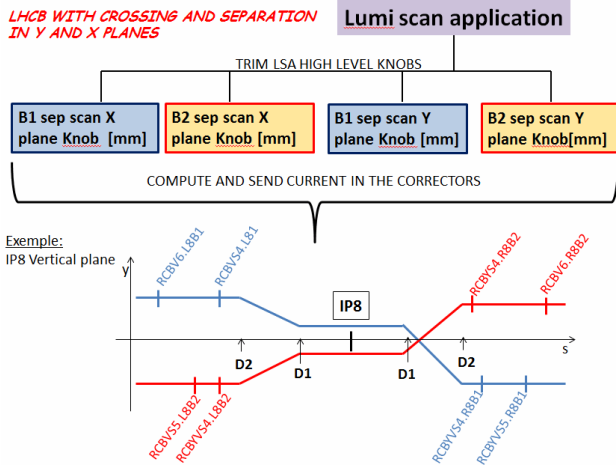 LHCB WITH CROSSING AND SEPARATION
IN Y AND X PLANES
Lumi scan application
TRIM LSA HIGH LEVEL KNOBS
B1 sep scan X
plane Knob [mm]
B2 sep scan X
plane Knob [mm]
B1 sep scan Y
plane Knob [mm]
B2 sep scan Y
plane Knob[mm]
COMPUTE AND SEND CURRENT IN THE CORRECTORS
Exemple:
IP8 Vertical plane
y
RCBV6.L8B1
RCBVS4.L81
RCBYS4.R8B2
RCBV6.R8B2
IP8
s
D2
D1
D1
D2
RCBVS5.L8B2
RCBYVS4.L8B2
RCBYVS4.R8B1
RCBYVS5.R8B1